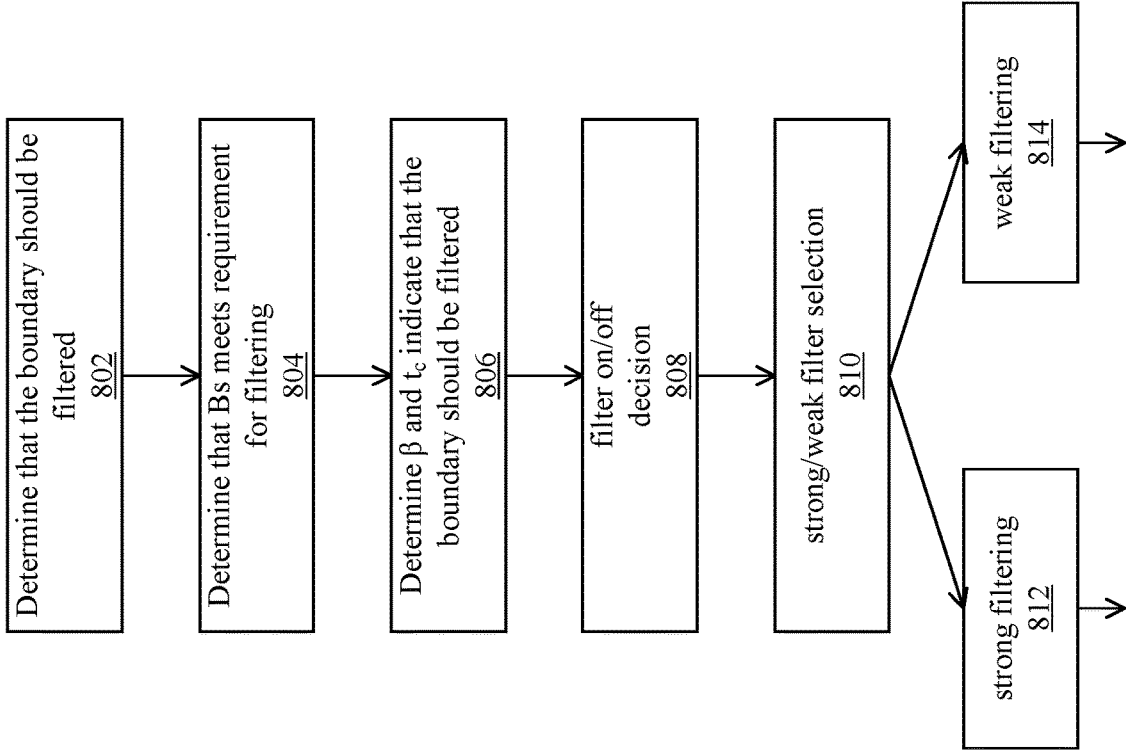 Determine that the boundary should be
filtered
802
Determine that Bs meets requirement
for filtering
804
Determine β and tc indicate that the
boundary should be filtered
806
filter on/off
decision
808
strong/weak filter selection
810
strong filtering
812
weak filtering
814